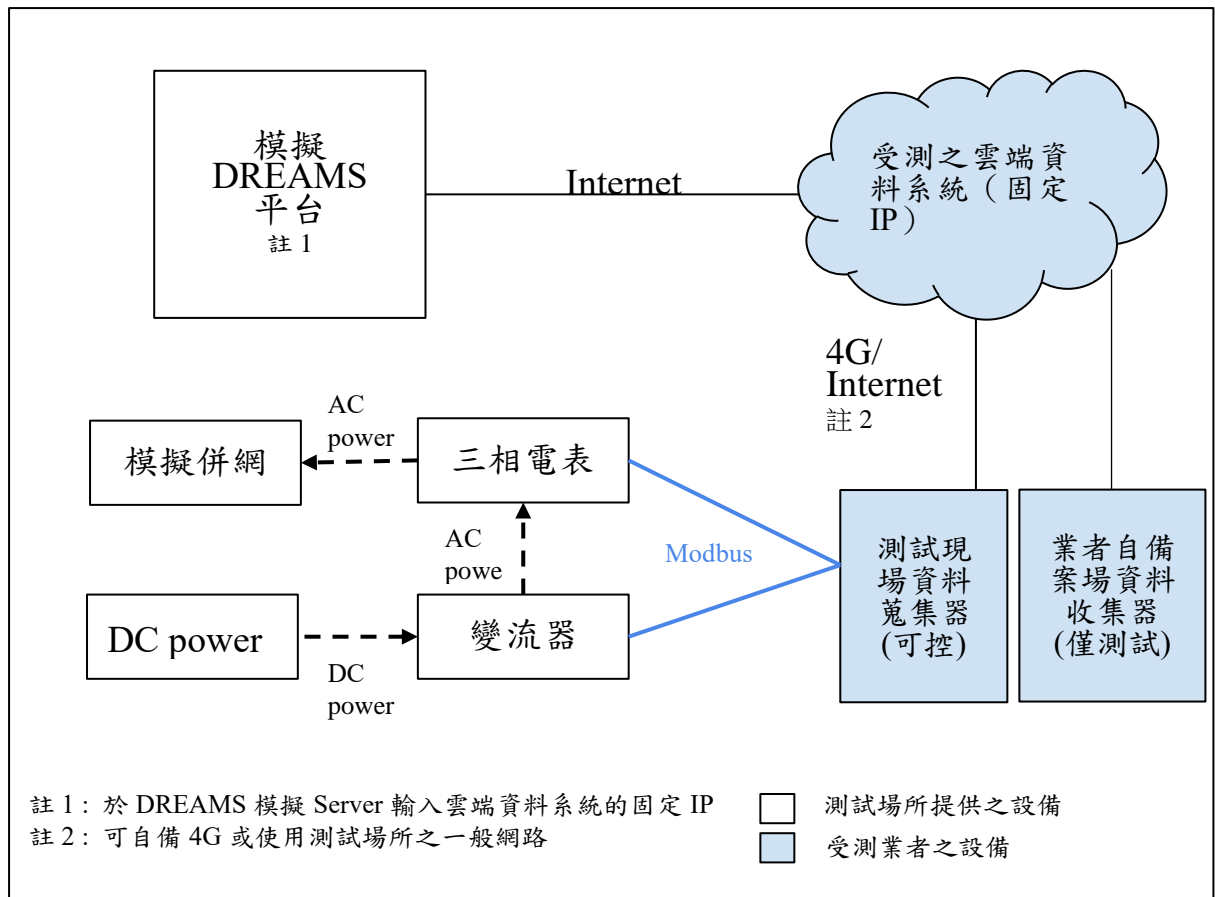 模擬
DREAMS
平台
註 1
Internet
受測之雲端資
料系統（固定
IP）
4G/
Internet
註 2
AC
power
模擬併網
三相電表
AC
powe
Modbus
DC power
DC
power
變流器
測試現
場資料
蒐集器
(可控)
業者自備
案場資料
收集器
(僅測試)
註 1：於 DREAMS 模擬 Server 輸入雲端資料系統的固定 IP
註 2：可自備 4G 或使用測試場所之一般網路
測試場所提供之設備
受測業者之設備